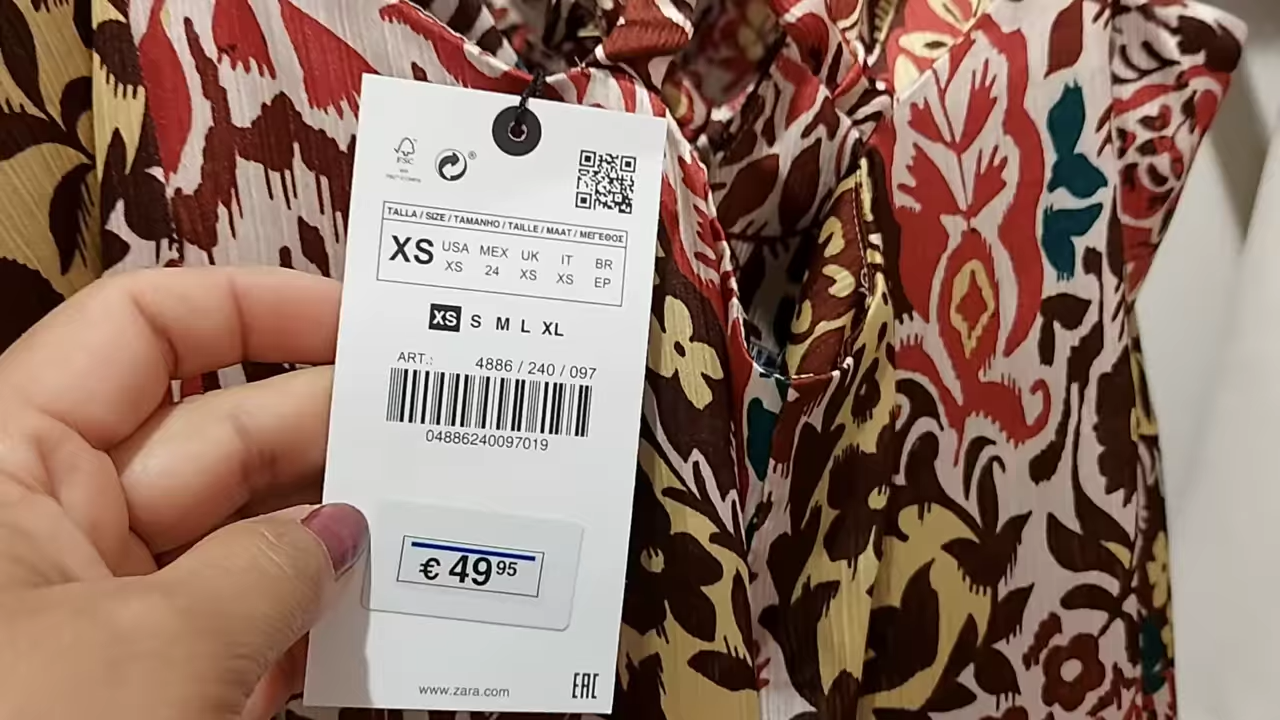 FSC
®
TALLA / SIZE / TAMANHO / TAILLE / MAAT / ΜΕΓΕΘΟΣ
XS USA MEX UK IT BR
XS 24 XS XS EP
XS S M L XL
ART.: 4886 / 240 / 097
04886240097019
€ 49 95
www.zara.com
EAC